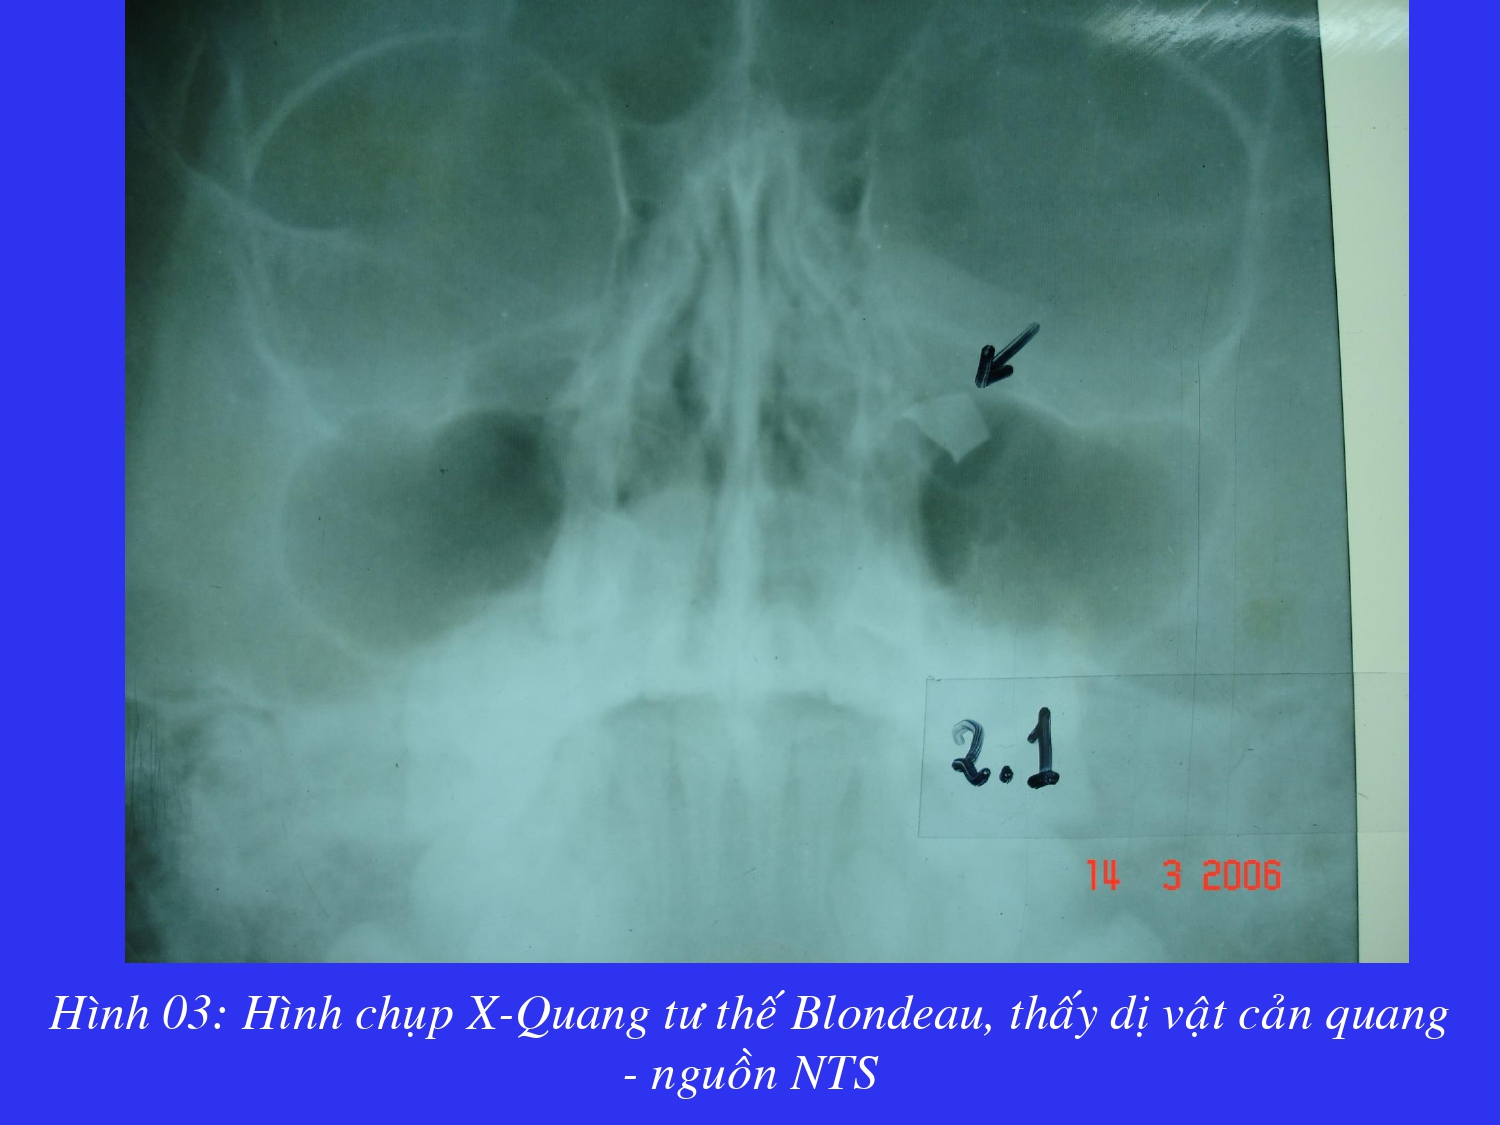 2.1
14 3 2006
Hình 03: Hình chụp X-Quang tư thế Blondeau, thấy dị vật cản quang
- nguồn NTS